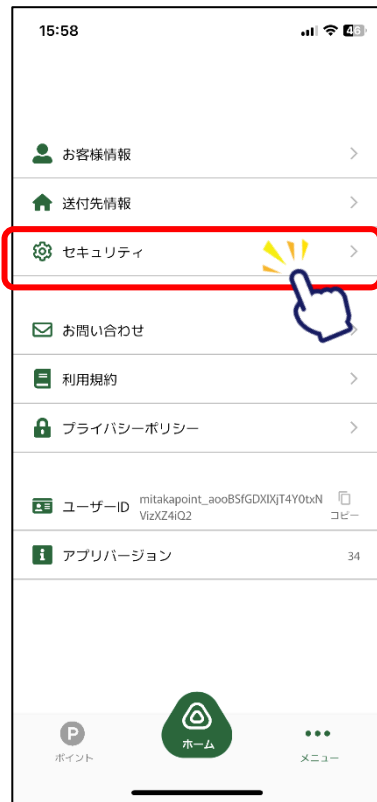 15:58
46
お客様情報
送付先情報
セキュリティ
お問い合わせ
利用規約
プライバシーポリシー
ユーザーID
mitakapoint_aooBSfGDXIXjT4Y0txN
VizXZ4iQ2
コピー
アプリバージョン
34
P
ポイント
ホーム
メニュー